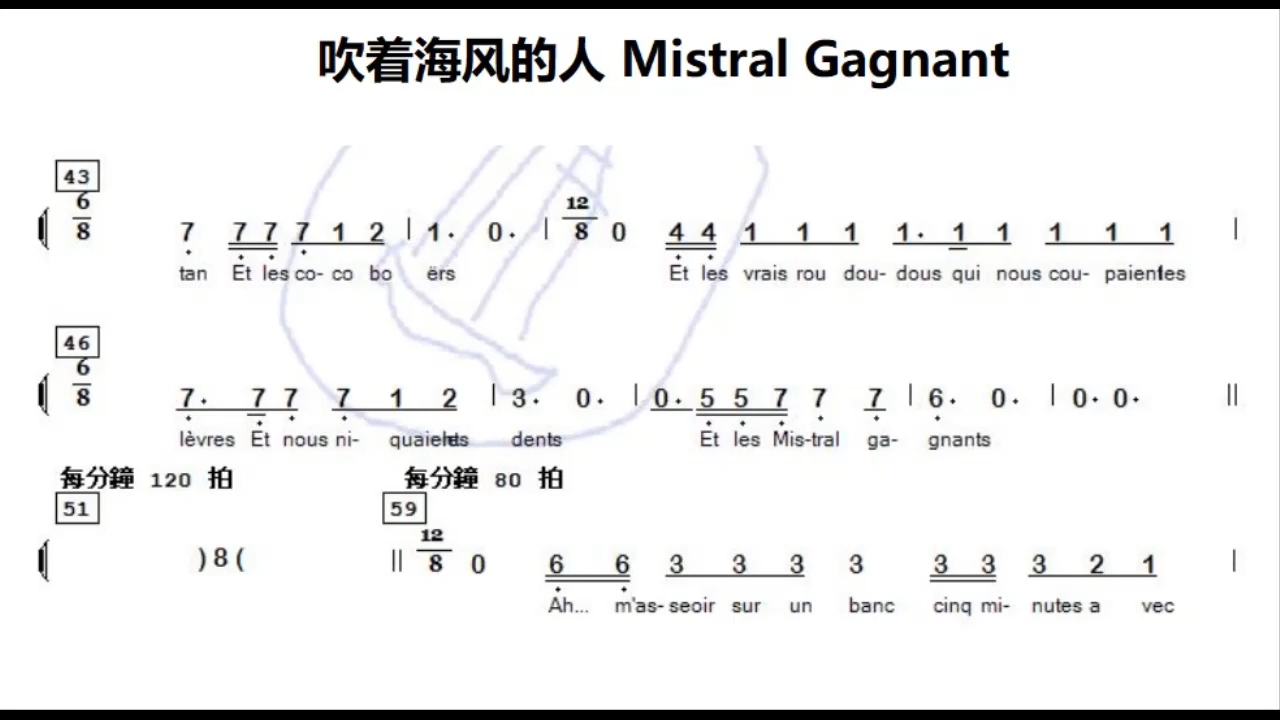 吹着海风的人 Mistral Gagnant
43
6/8 7 7 7 7 1 2 | 1. 0. | 12/8 0 4 4 1 1 1 1. 1 1 1 1 1 |
tan Et les co- co bo ërs Et les vrais rou dou- dous qui nous cou- paient les
46
6/8 7. 7 7 7 1 2 | 3. 0. | 0. 5 5 7 7 7 | 6. 0. | 0. 0. ||
lèvres Et nous ni- quaient les dents Et les Mis-tral ga- gnants
每分鐘 120 拍 每分鐘 80 拍
51 59
)8( || 12/8 0 6 6 3 3 3 3 3 3 3 2 1 |
Ah... m'as- seoir sur un banc cinq mi- nutes a vec